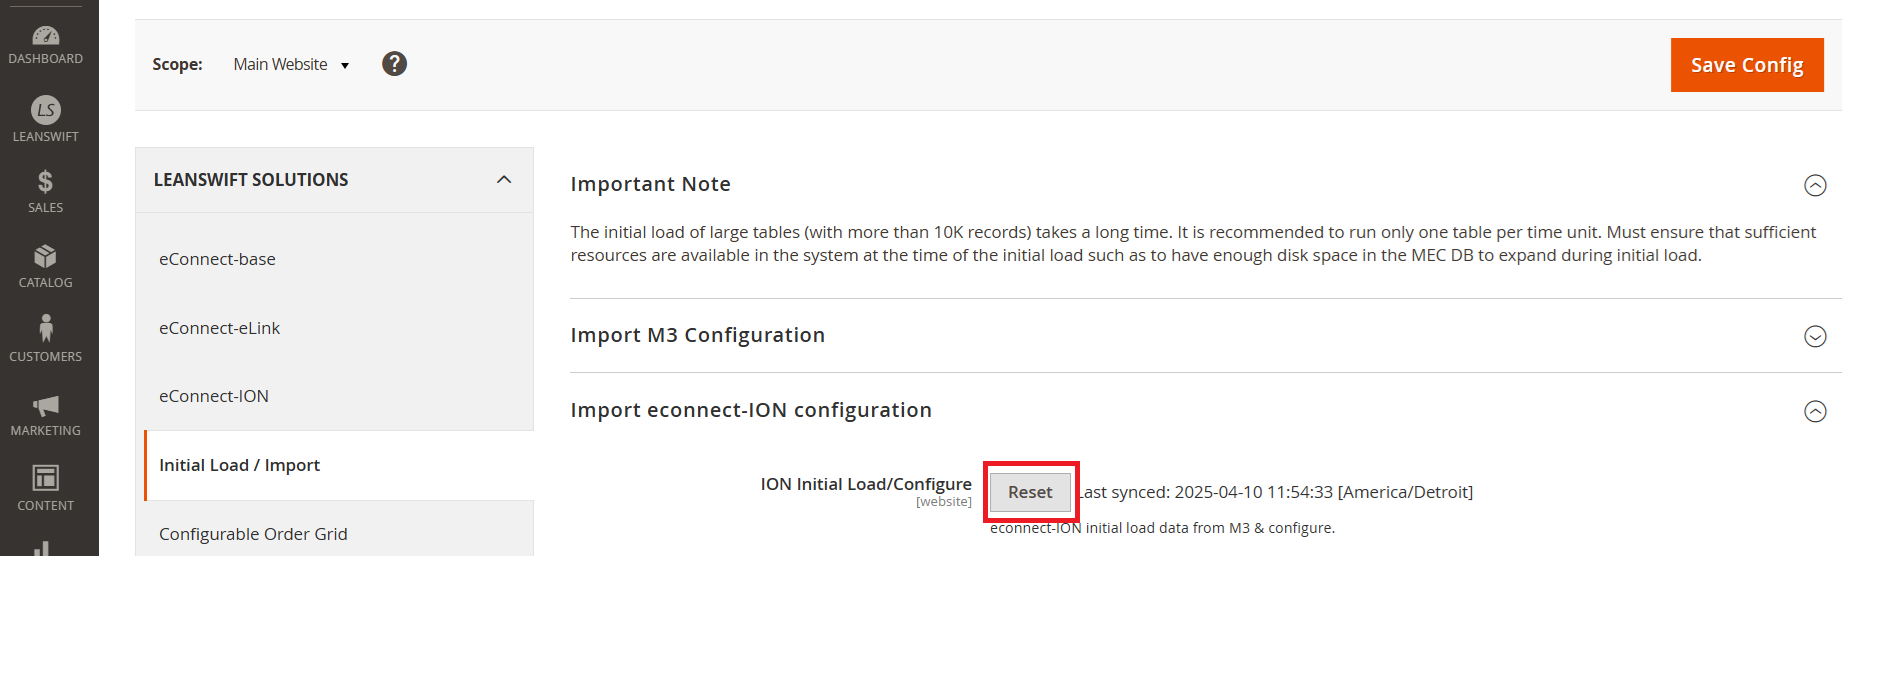 DASHBOARD
LS
LEANSWIFT
SALES
CATALOG
CUSTOMERS
MARKETING
CONTENT
Scope: Main Website ?
Save Config
LEANSWIFT SOLUTIONS
eConnect-base
eConnect-eLink
eConnect-ION
Initial Load / Import
Configurable Order Grid
Important Note
The initial load of large tables (with more than 10K records) takes a long time. It is recommended to run only one table per time unit. Must ensure that sufficient
resources are available in the system at the time of the initial load such as to have enough disk space in the MEC DB to expand during initial load.
Import M3 Configuration
Import econnect-ION configuration
ION Initial Load/Configure
[website]
Reset Last synced: 2025-04-10 11:54:33 [America/Detroit]
econnect-ION initial load data from M3 & configure.